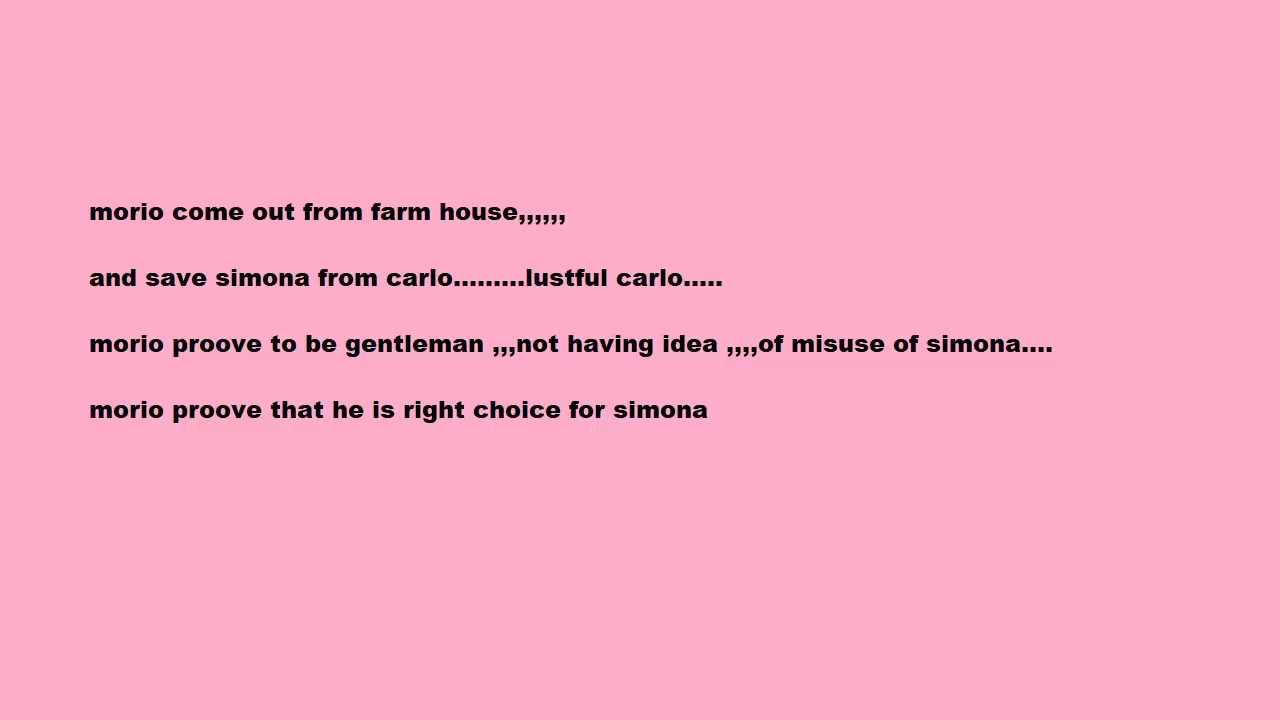 morio come out from farm house,,,,,,
and save simona from carlo.........lustful carlo.....
morio proove to be gentleman ,,,not having idea ,,,,of misuse of simona....
morio proove that he is right choice for simona